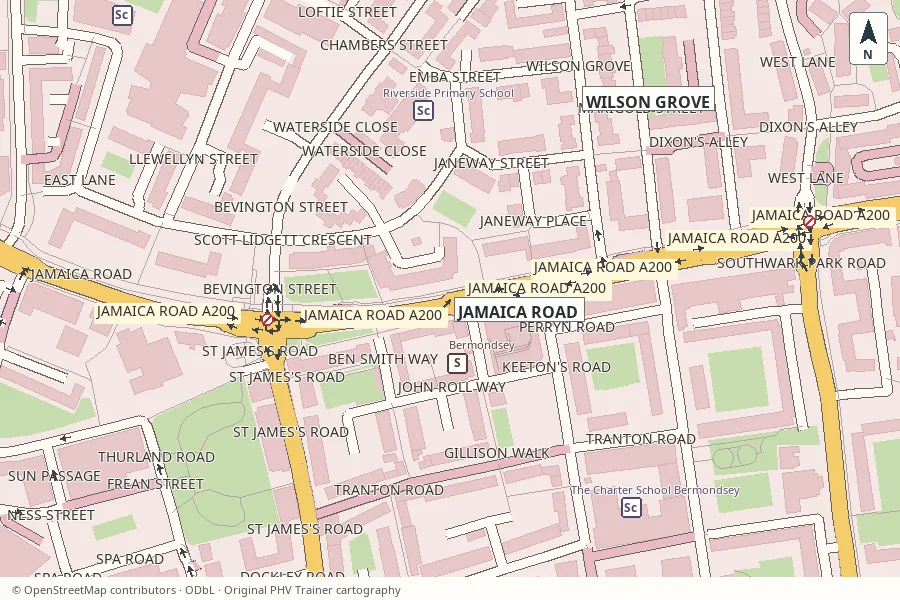 Sc
LOFTIE STREET
CHAMBERS STREET
WEST LANE
N
WILSON GROVE
EMBA STREET
Riverside Primary School
Sc
WILSON GROVE
DIXON'S ALLEY
WATERSIDE CLOSE
DIXON'S ALLEY
WATERSIDE CLOSE
LLEWELLYN STREET
JANEWAY STREET
EAST LANE
WEST LANE
BEVINGTON STREET
JAMAICA ROAD A200
JANEWAY PLACE
SCOTT LIDGETT CRESCENT
JAMAICA ROAD A200
SOUTHWARK PARK ROAD
JAMAICA ROAD A200
JAMAICA ROAD
BEVINGTON STREET
JAMAICA ROAD A200
JAMAICA ROAD A200
JAMAICA ROAD A200
JAMAICA ROAD
PERRYN ROAD
Bermondsey
S
ST JAMES'S ROAD
BEN SMITH WAY
KEETON'S ROAD
ST JAMES'S ROAD
JOHN ROLL WAY
ST JAMES'S ROAD
TRANTON ROAD
GILLISON WALK
THURLAND ROAD
SUN PASSAGE
FREAN STREET
TRANTON ROAD
The Charter School Bermondsey
Sc
NESS STREET
ST JAMES'S ROAD
SPA ROAD
SPA ROAD
DOCKLEY ROAD
© OpenStreetMap contributors · ODbL · Original PHV Trainer cartography